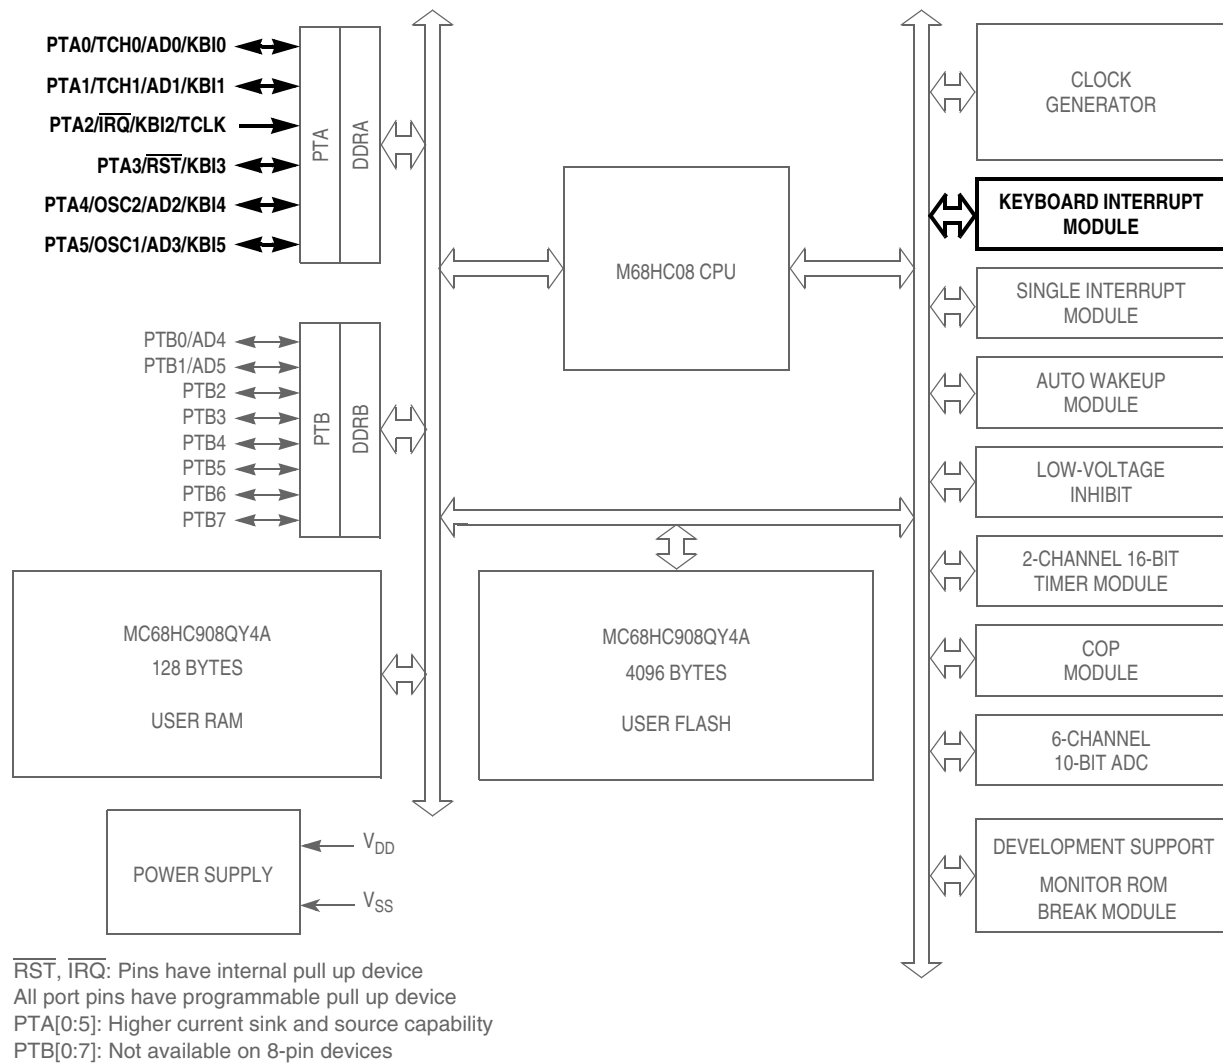 PTA0/TCH0/AD0/KBI0
PTA1/TCH1/AD1/KBI1
PTA2/IRQ/KBI2/TCLK
PTA3/RST/KBI3
PTA4/OSC2/AD2/KBI4
PTA5/OSC1/AD3/KBI5
PTA
DDRA
PTB0/AD4
PTB1/AD5
PTB2
PTB3
PTB4
PTB5
PTB6
PTB7
PTB
DDRB
M68HC08 CPU
CLOCK
GENERATOR
KEYBOARD INTERRUPT
MODULE
SINGLE INTERRUPT
MODULE
AUTO WAKEUP
MODULE
LOW-VOLTAGE
INHIBIT
2-CHANNEL 16-BIT
TIMER MODULE
COP
MODULE
6-CHANNEL
10-BIT ADC
DEVELOPMENT SUPPORT
MONITOR ROM
BREAK MODULE
MC68HC908QY4A
128 BYTES
USER RAM
MC68HC908QY4A
4096 BYTES
USER FLASH
POWER SUPPLY
VDD
VSS
RST, IRQ: Pins have internal pull up device
All port pins have programmable pull up device
PTA[0:5]: Higher current sink and source capability
PTB[0:7]: Not available on 8-pin devices